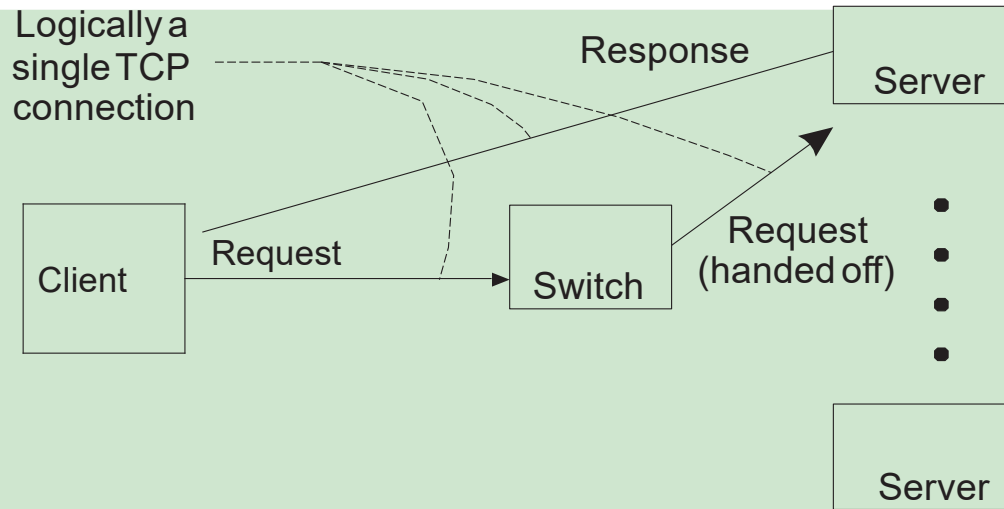 Logically a
single TCP
connection
Response
Server
Client
Request
Switch
Request
(handed off)
Server